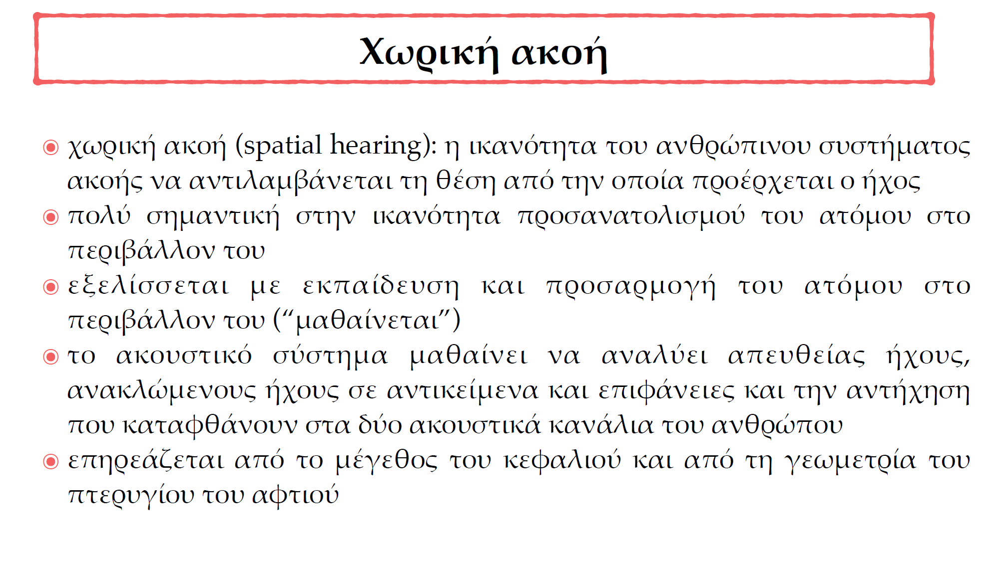 Χωρική ακοή
χωρική ακοή (spatial hearing): η ικανότητα του ανθρώπινου συστήματος
ακοής να αντιλαμβάνεται τη θέση από την οποία προέρχεται ο ήχος
πολύ σημαντική στην ικανότητα προσανατολισμού του ατόμου στο
περιβάλλον του
εξελίσσεται με εκπαίδευση και προσαρμογή του ατόμου στο
περιβάλλον του (“μαθαίνεται”)
το ακουστικό σύστημα μαθαίνει να αναλύει απευθείας ήχους,
ανακλώμενους ήχους σε αντικείμενα και επιφάνειες και την αντήχηση
που καταφθάνουν στα δύο ακουστικά κανάλια του ανθρώπου
επηρεάζεται από το μέγεθος του κεφαλιού και από τη γεωμετρία του
πτερυγίου του αφτιού